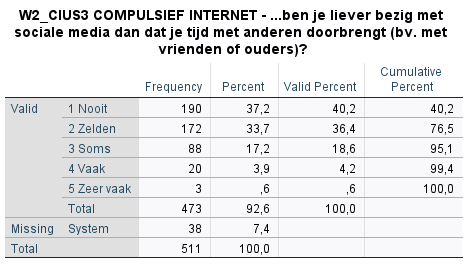 W2_CIUS3 COMPULSIEF INTERNET - ...ben je liever bezig met
sociale media dan dat je tijd met anderen doorbrengt (bv. met
vrienden of ouders)?
Frequency Percent Valid Percent Cumulative Percent
Valid 1 Nooit 190 37,2 40,2 40,2
2 Zelden 172 33,7 36,4 76,5
3 Soms 88 17,2 18,6 95,1
4 Vaak 20 3,9 4,2 99,4
5 Zeer vaak 3 ,6 ,6 100,0
Total 473 92,6 100,0
Missing System 38 7,4
Total 511 100,0